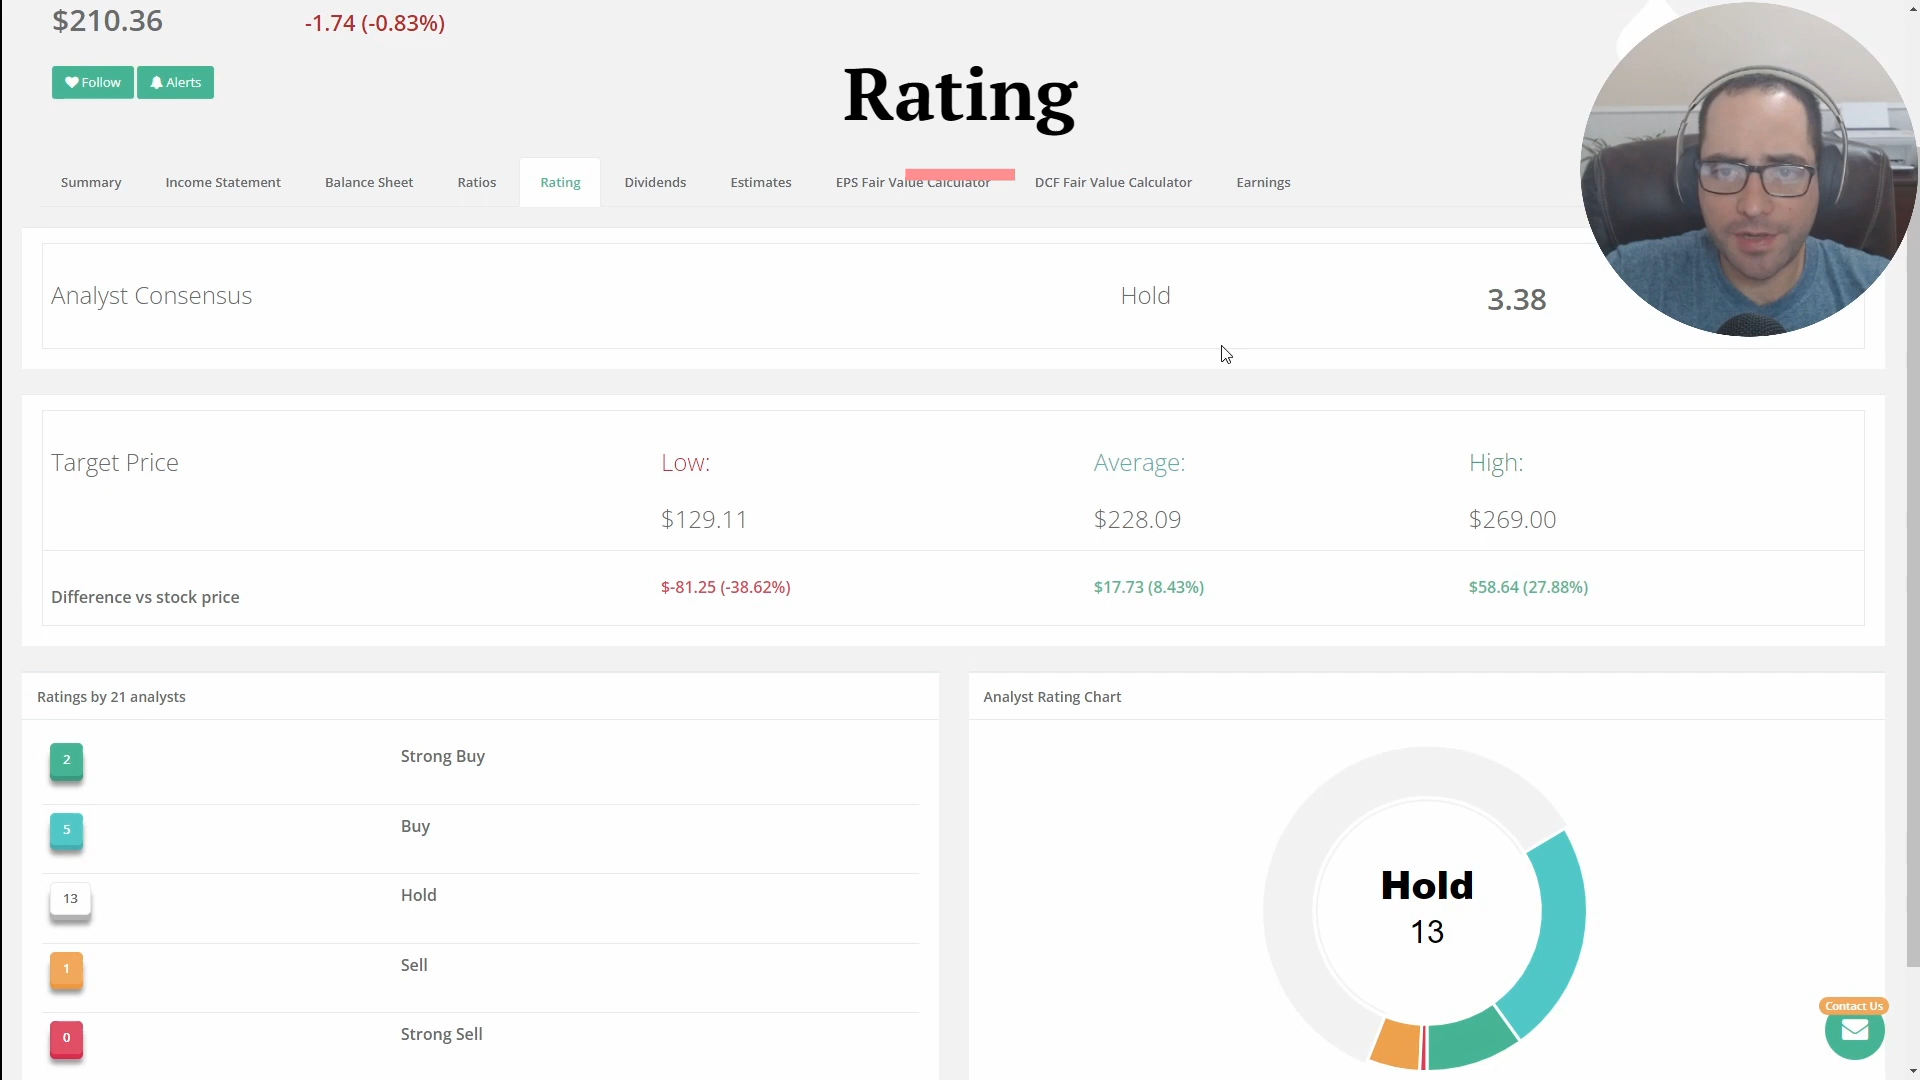 $210.36 -1.74 (-0.83%)
Follow Alerts
Rating
Summary Income Statement Balance Sheet Ratios Rating Dividends Estimates EPS Fair Value Calculator DCF Fair Value Calculator Earnings
Analyst Consensus Hold 3.38
Target Price Low: Average: High:
$129.11 $228.09 $269.00
Difference vs stock price $-81.25 (-38.62%) $17.73 (8.43%) $58.64 (27.88%)
Ratings by 21 analysts
2 Strong Buy
5 Buy
13 Hold
1 Sell
0 Strong Sell
Analyst Rating Chart
Hold
13
Contact Us